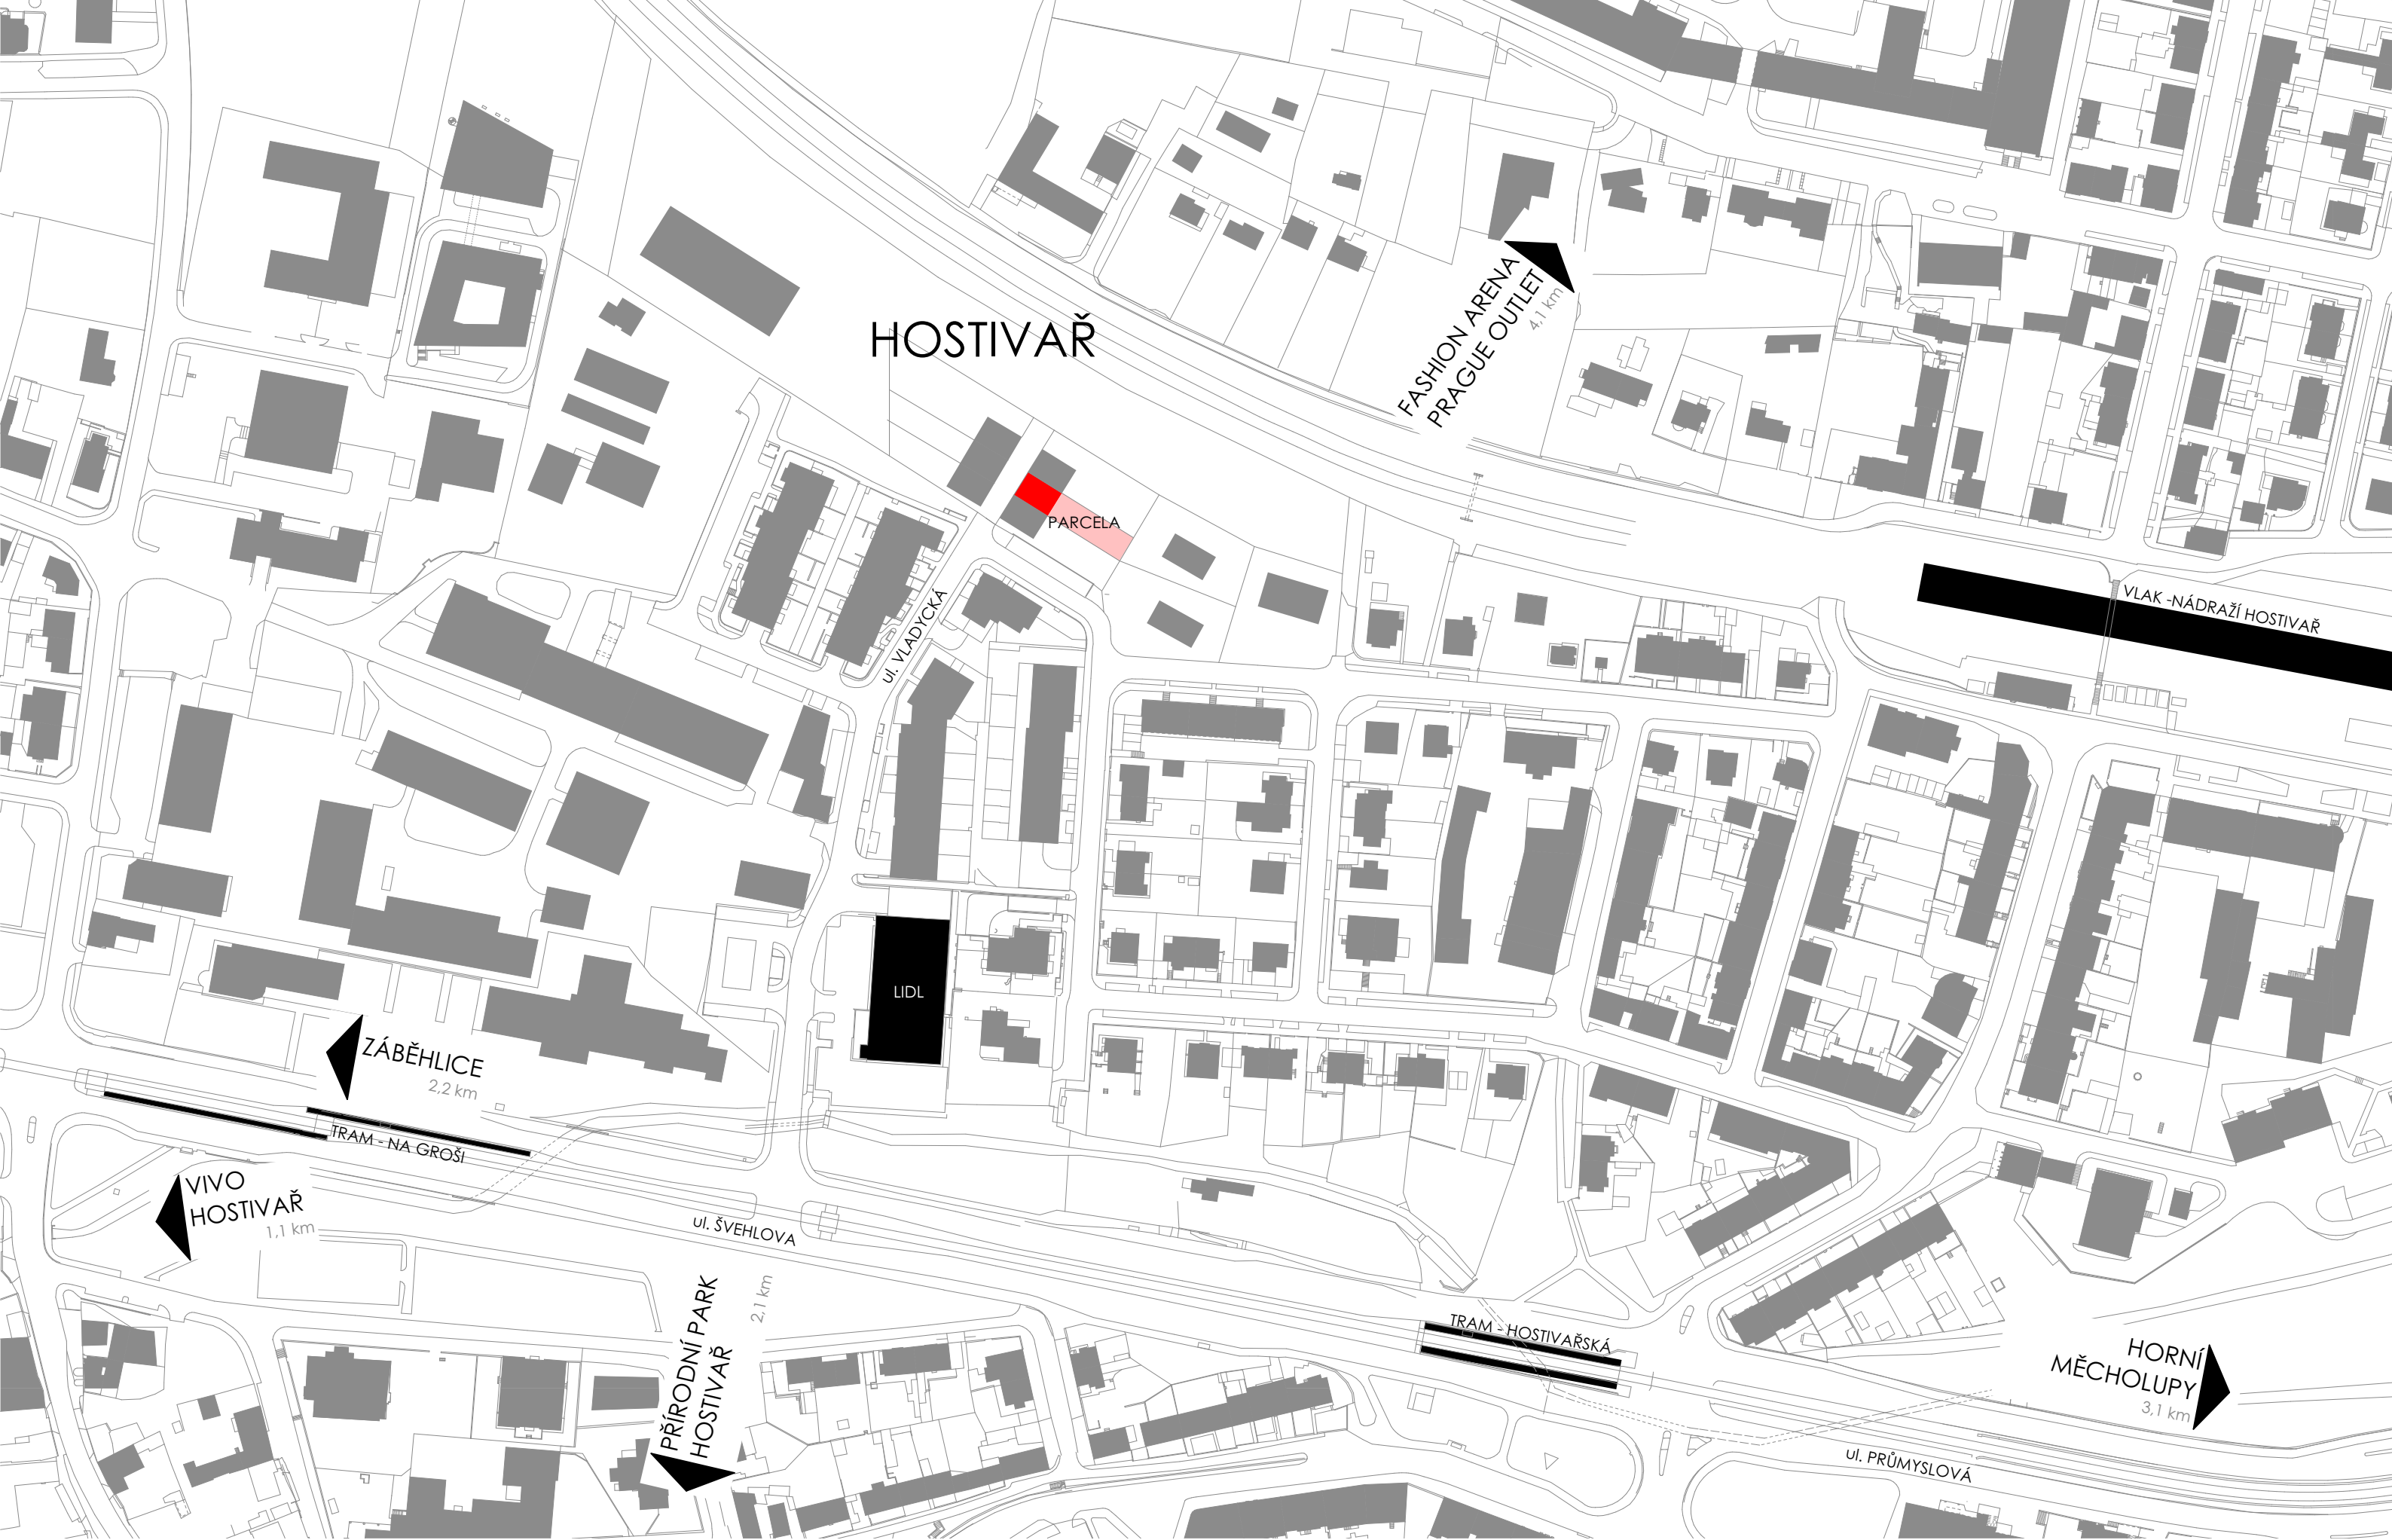 FASHION ARENA
PRAGUE OUTLET
4,1 km
HOSTIVAŘ
PARCELA
VLAK -NÁDRAŽÍ HOSTIVAŘ
ul. VLADYCKÁ
LIDL
ZÁBĚHLICE
2,2 km
TRAM - NA GROŠI
VIVO
HOSTIVAŘ
1,1 km
ul. ŠVEHLOVA
PŘÍRODNÍ PARK
HOSTIVAŘ
2,1 km
TRAM - HOSTIVAŘSKÁ
HORNÍ
MĚCHOLUPY
3,1 km
ul. PRŮMYSLOVÁ